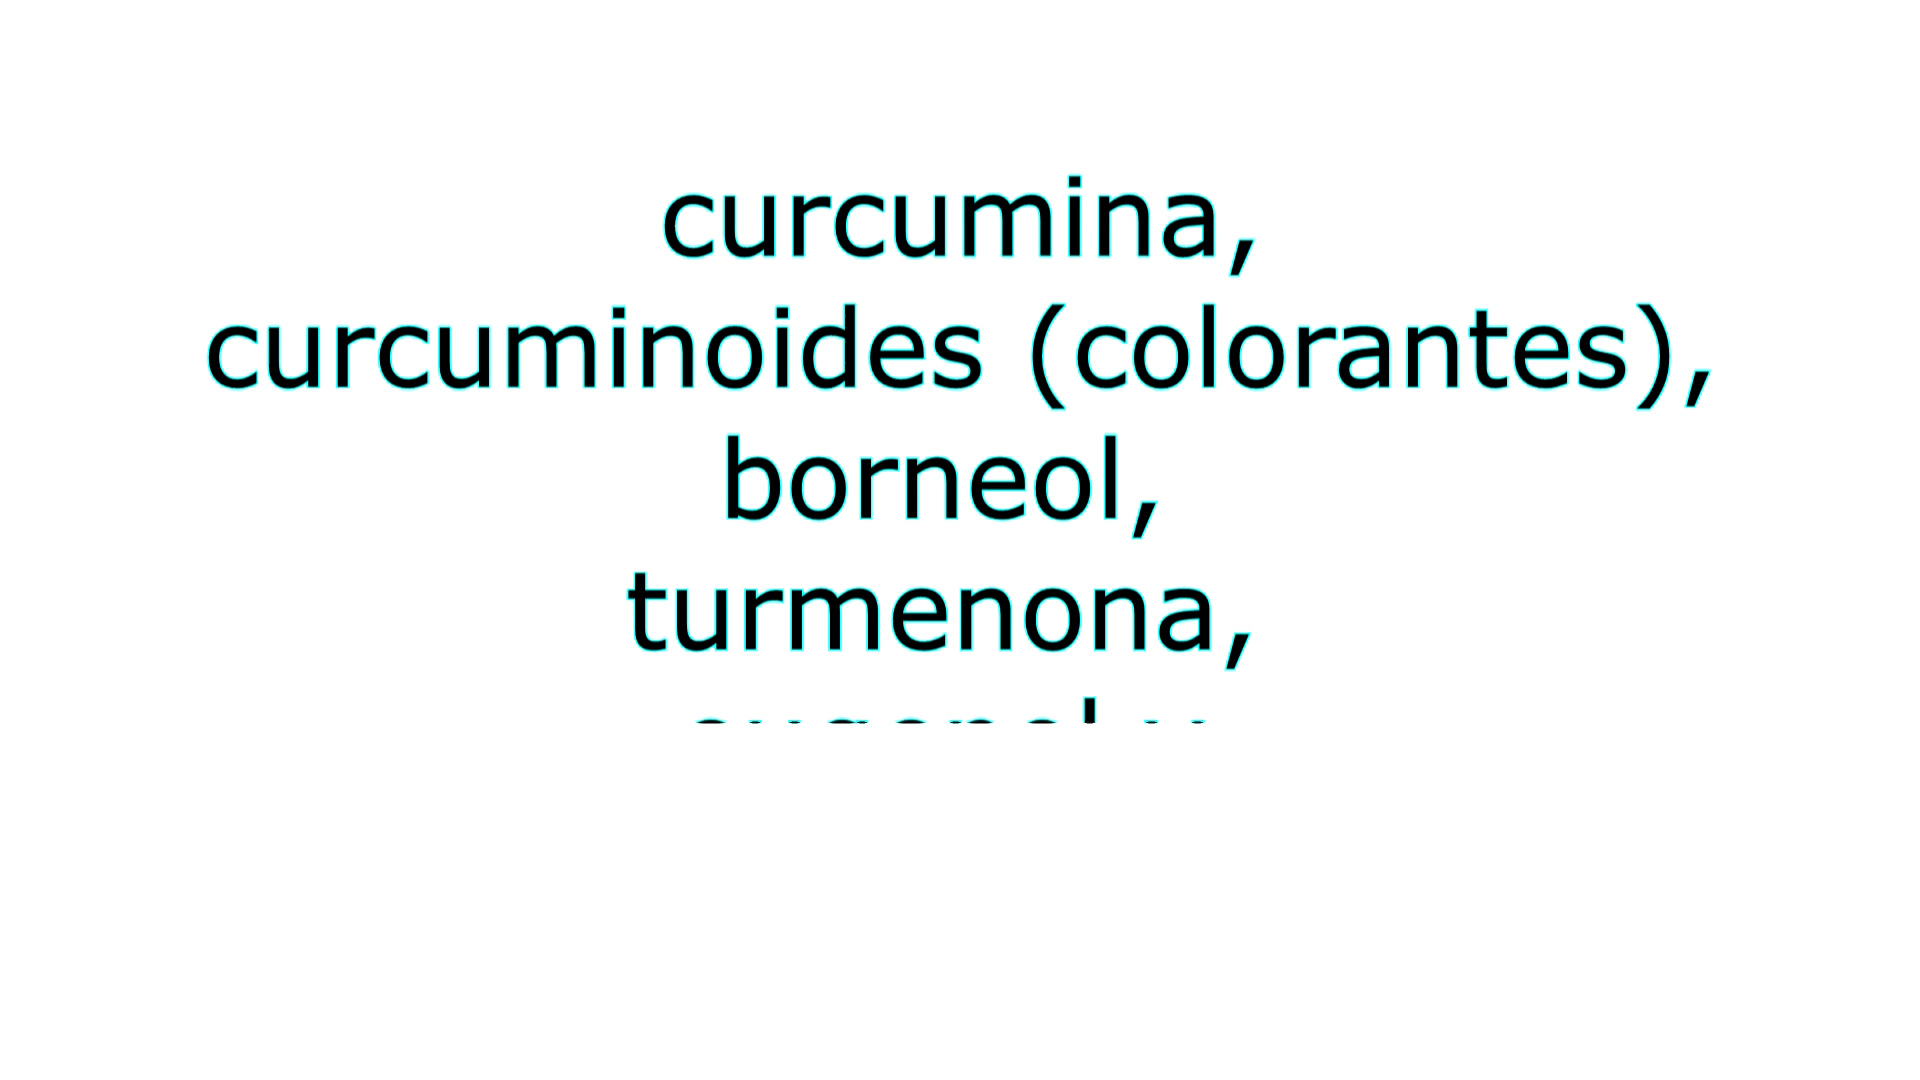 curcumina,
curcuminoides (colorantes),
borneol,
turmenona,